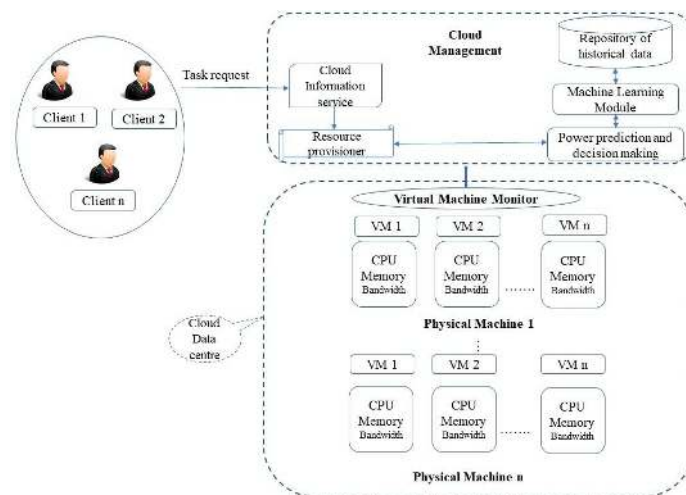 Cloud
Management
Repository of
historical data
Task request
Cloud
Information
service
Machine Learning
Module
Client 1
Client 2
Resource
provisioner
Power prediction and
decision making
Client n
Virtual Machine Monitor
VM 1
VM 2
VM n
CPU
Memory
Bandwidth
CPU
Memory
Bandwidth
........
CPU
Memory
Bandwidth
Physical Machine 1
Cloud
Data
centre
VM 1
VM 2
VM n
CPU
Memory
Bandwidth
CPU
Memory
Bandwidth
........
CPU
Memory
Bandwidth
Physical Machine n